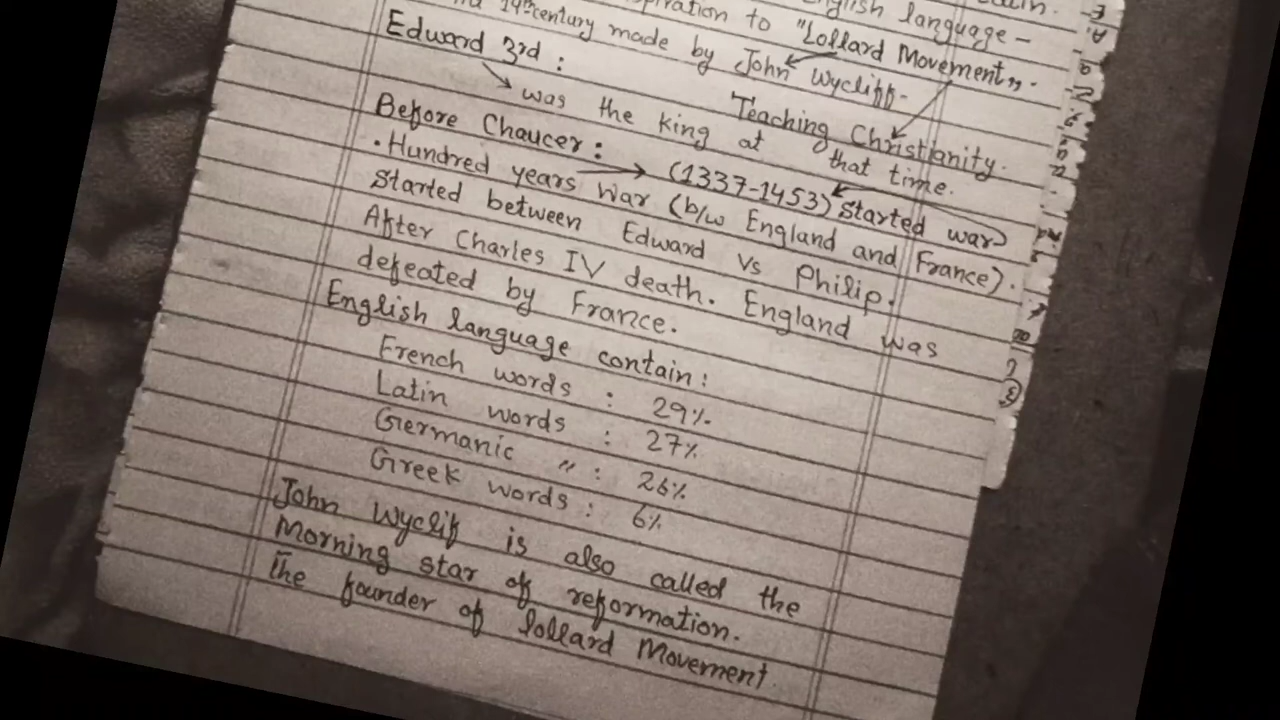 English language -
inspiration to "Lollard Movement".
14th century made by John Wycliff-
Teaching Christianity.
Edward 3rd :
was the king at that time.
Before Chaucer : (1337-1453) Started war
• Hundred years War (b/w England and France).
Started between Edward Vs Philip.
After Charles IV death. England was
defeated by France.
English language contain :
French words : 29%.
Latin words : 27%
Germanic " : 26%
Greek words : 6%
John Wyclif is also called the
Morning star of reformation.
The founder of lollard Movement